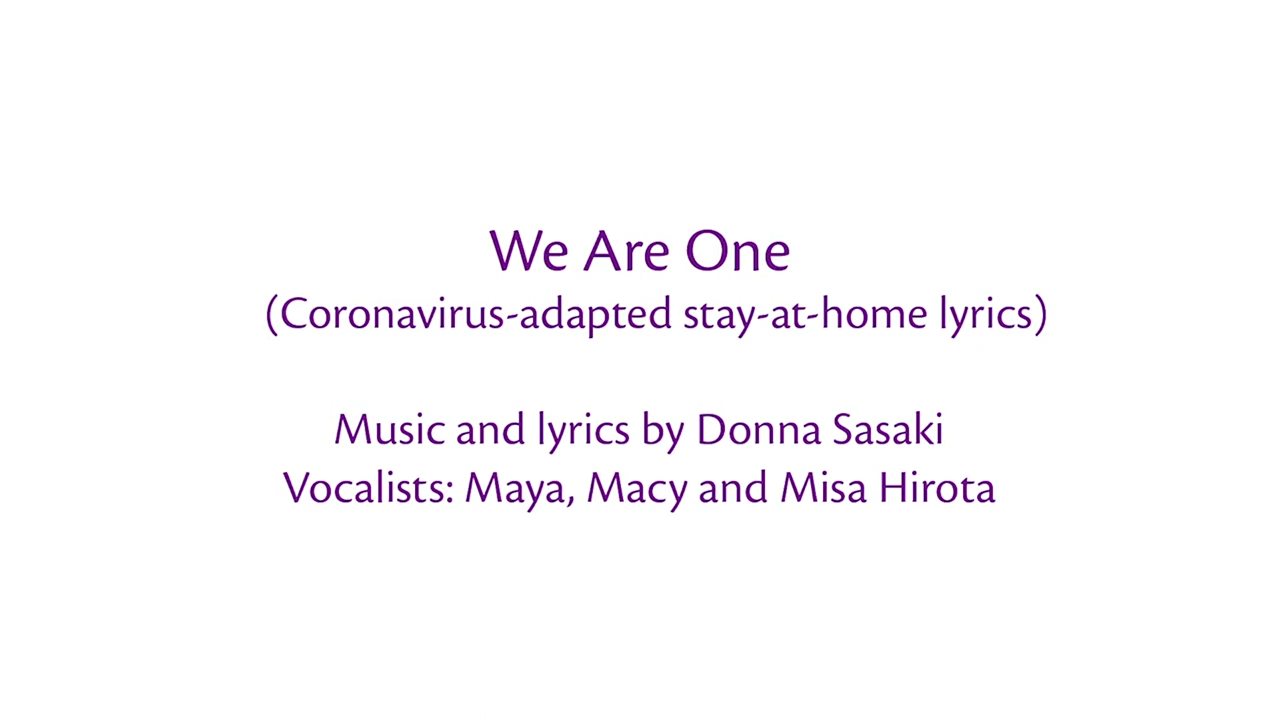 We Are One
(Coronavirus-adapted stay-at-home lyrics)
Music and lyrics by Donna Sasaki
Vocalists: Maya, Macy and Misa Hirota